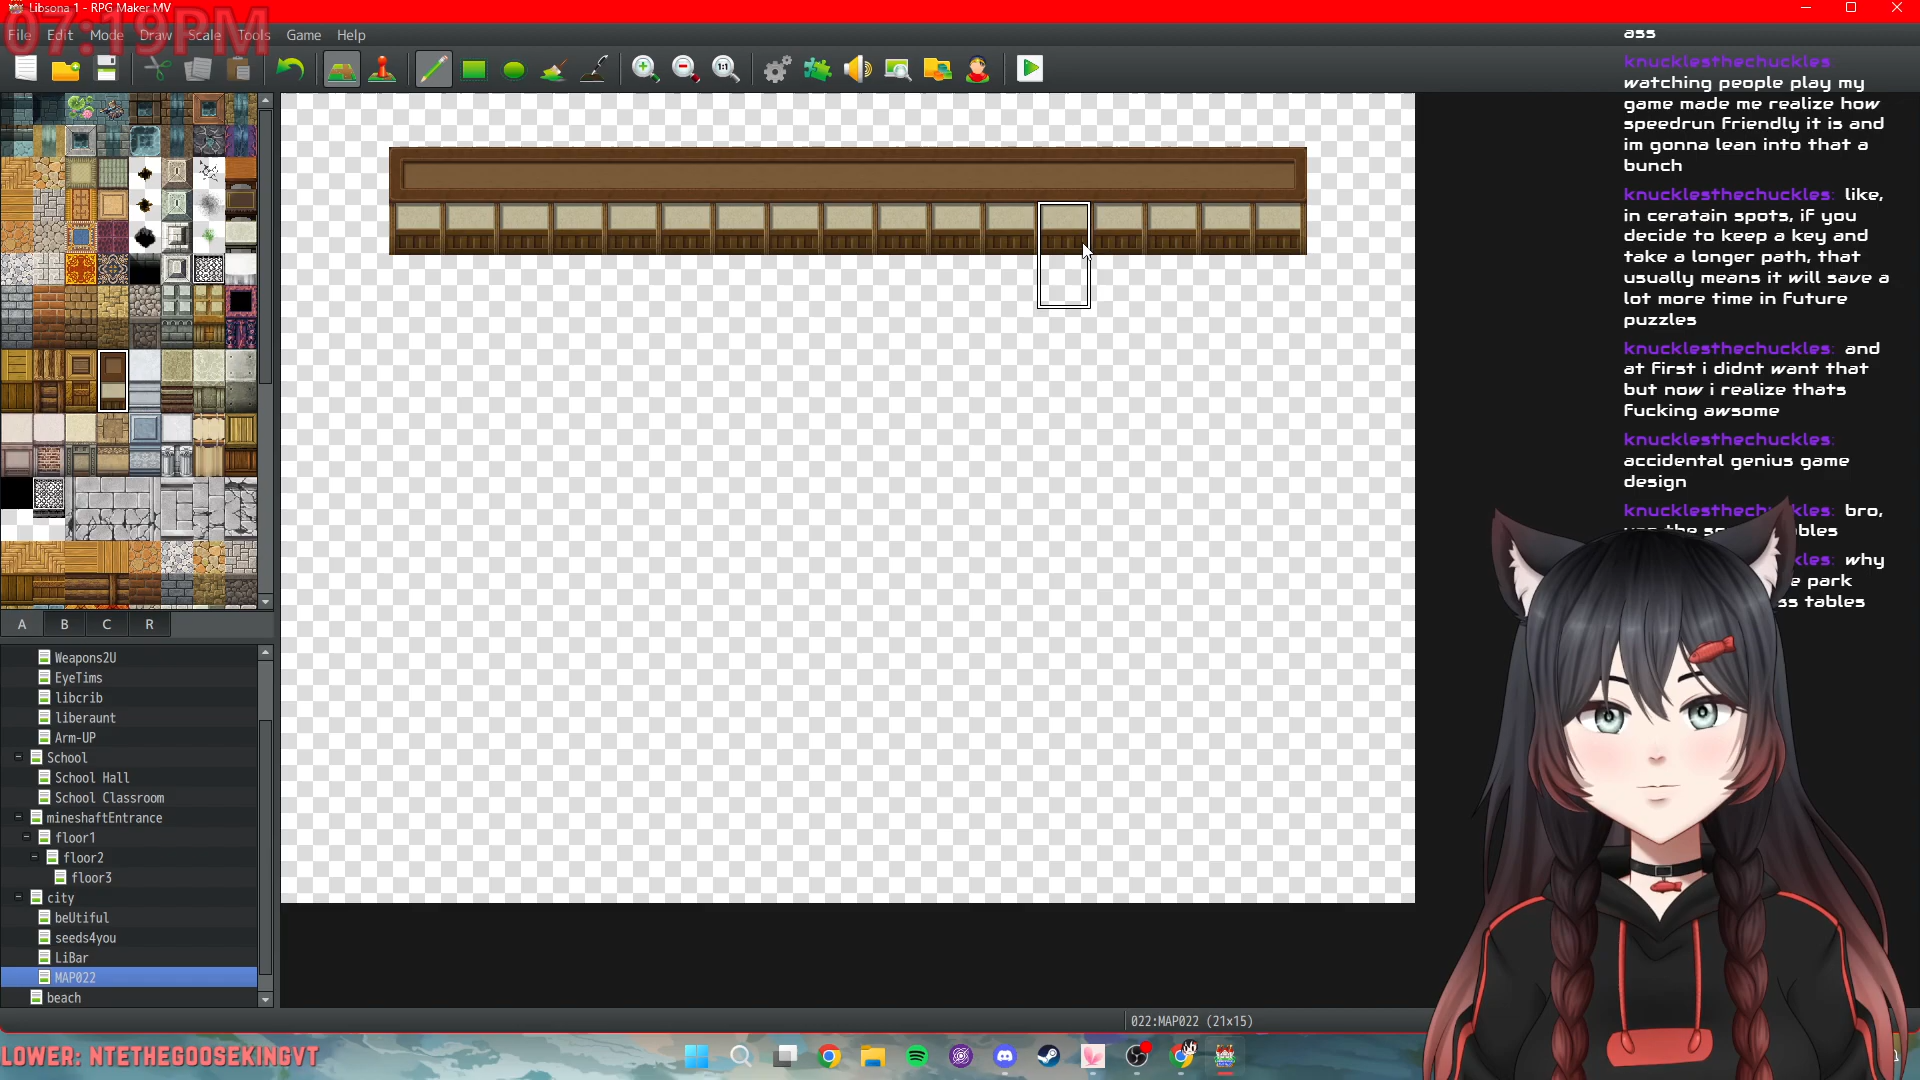 Libsona 1 - RPG Maker MV
07:19PM
File Edit Mode Draw Scale Tools Game Help
A B C R
Weapons2U
EyeTims
libcrib
liberaunt
Arm-UP
School
School Hall
School Classroom
mineshaftEntrance
floor1
floor2
floor3
city
beUtiful
seeds4you
LiBar
MAP022
beach
022:MAP022 (21x15)
LOWER: NTETHEGOOSEKINGVT
ass
knucklesthechuckles:
watching people play my
game made me realize how
speedrun friendly it is and
im gonna lean into that a
bunch
knucklesthechuckles: like,
in ceratain spots, if you
decide to keep a key and
take a longer path, that
usually means it will save a
lot more time in future
puzzles
knucklesthechuckles: and
at first i didnt want that
but now i realize thats
fucking awsome
knucklesthechuckles:
accidental genius game
design
knucklesthechuckles: bro,
the
kles: why
park
tables